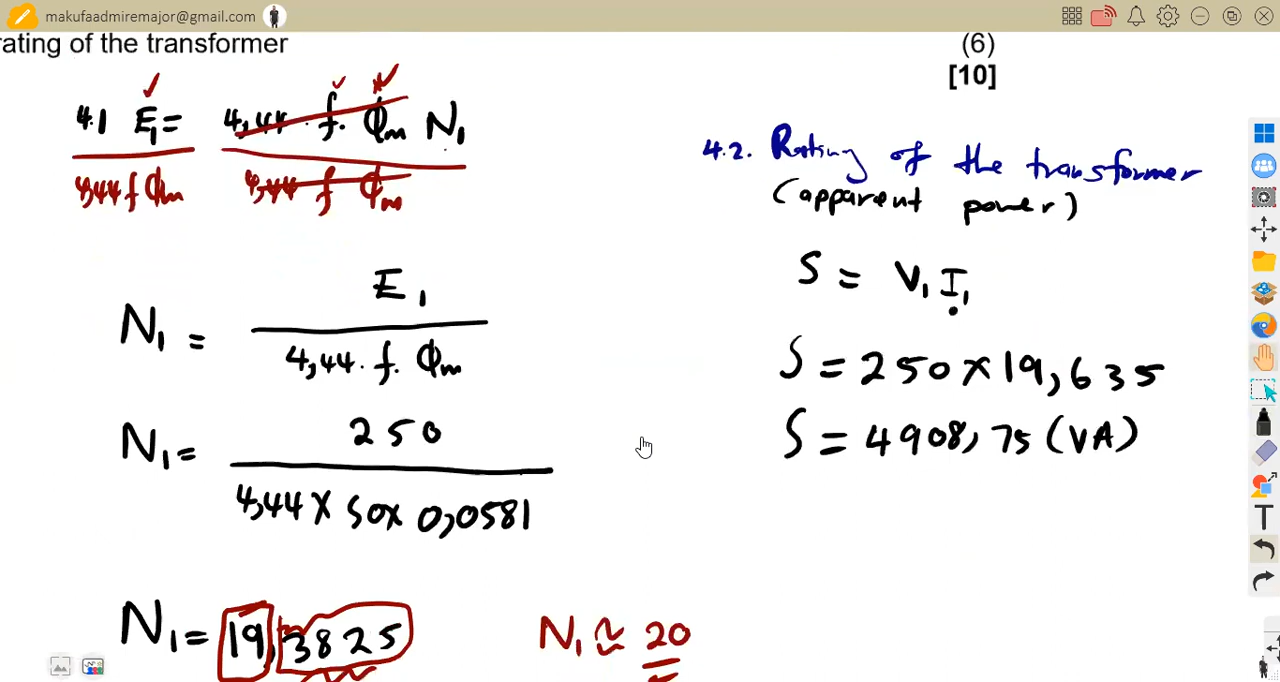 makufaadmiremajor@gmail.com
rating of the transformer
(6)
[10]
4.1 E1 = 4,44 . f. Φm N1
4,44 f Φm 4,44 f Φm
N1 = E1
4,44. f. Φm
N1 = 250
4,44 x 50 x 0,0581
N1 = 19,3825
N1 ≈ 20
4.2. Rating of the transformer
(apparent power)
S = V1 I1
S = 250 x 19,635
S = 4908,75 (VA)
T